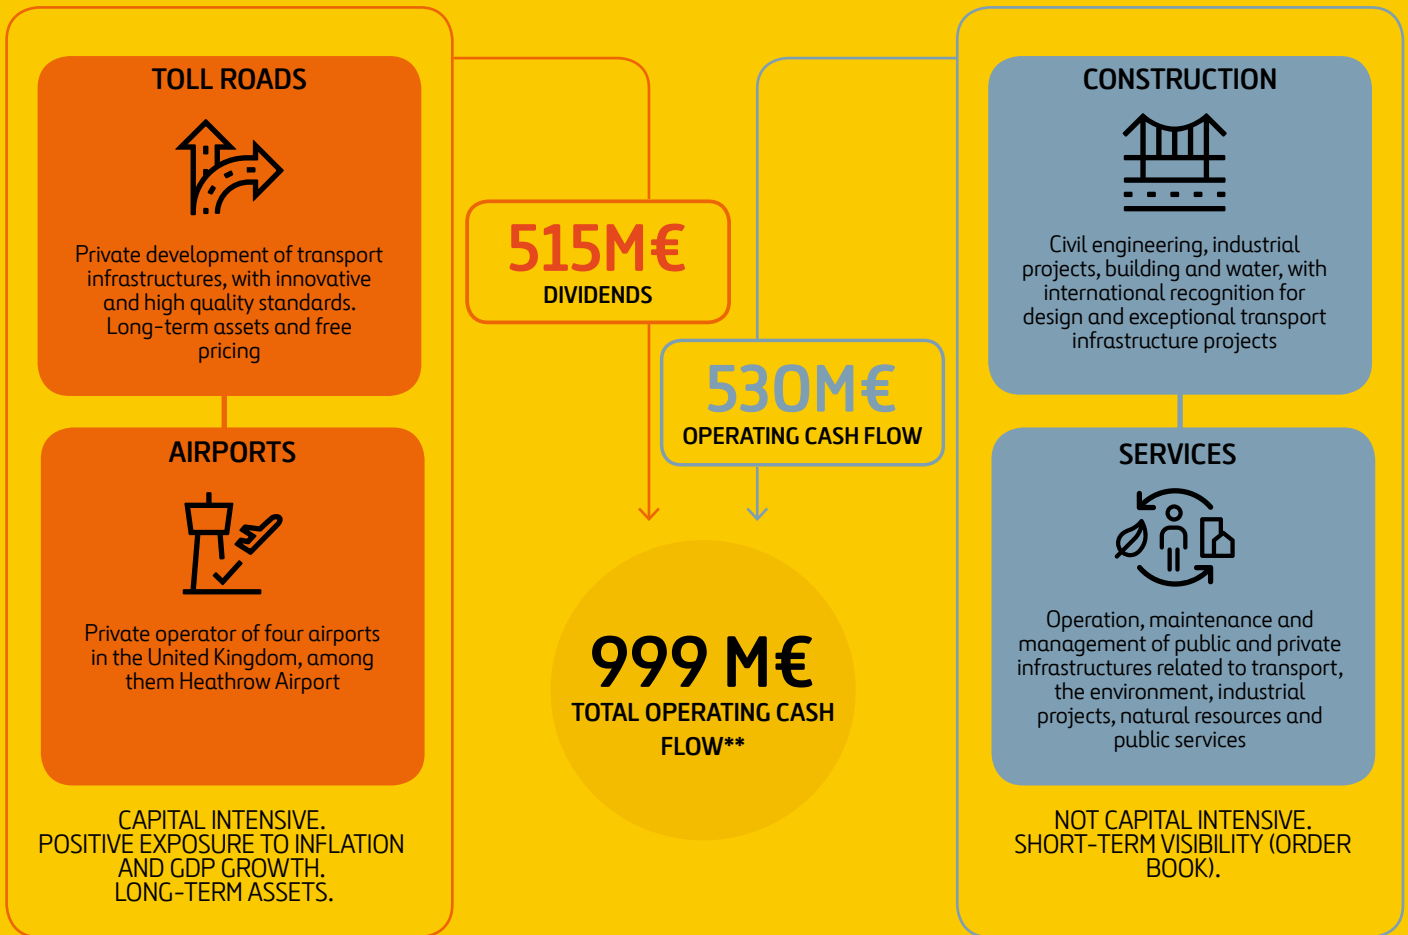 TOLL ROADS
Private development of transport
infrastructures, with innovative
and high quality standards.
Long-term assets and free
pricing
AIRPORTS
Private operator of four airports
in the United Kingdom, among
them Heathrow Airport
CAPITAL INTENSIVE.
POSITIVE EXPOSURE TO INFLATION
AND GDP GROWTH.
LONG-TERM ASSETS.
515M€
DIVIDENDS
530M€
OPERATING CASH FLOW
999 M€
TOTAL OPERATING CASH
FLOW**
CONSTRUCTION
Civil engineering, industrial
projects, building and water, with
international recognition for
design and exceptional transport
infrastructure projects
SERVICES
Operation, maintenance and
management of public and private
infrastructures related to transport,
the environment, industrial
projects, natural resources and
public services
NOT CAPITAL INTENSIVE.
SHORT-TERM VISIBILITY (ORDER
BOOK).